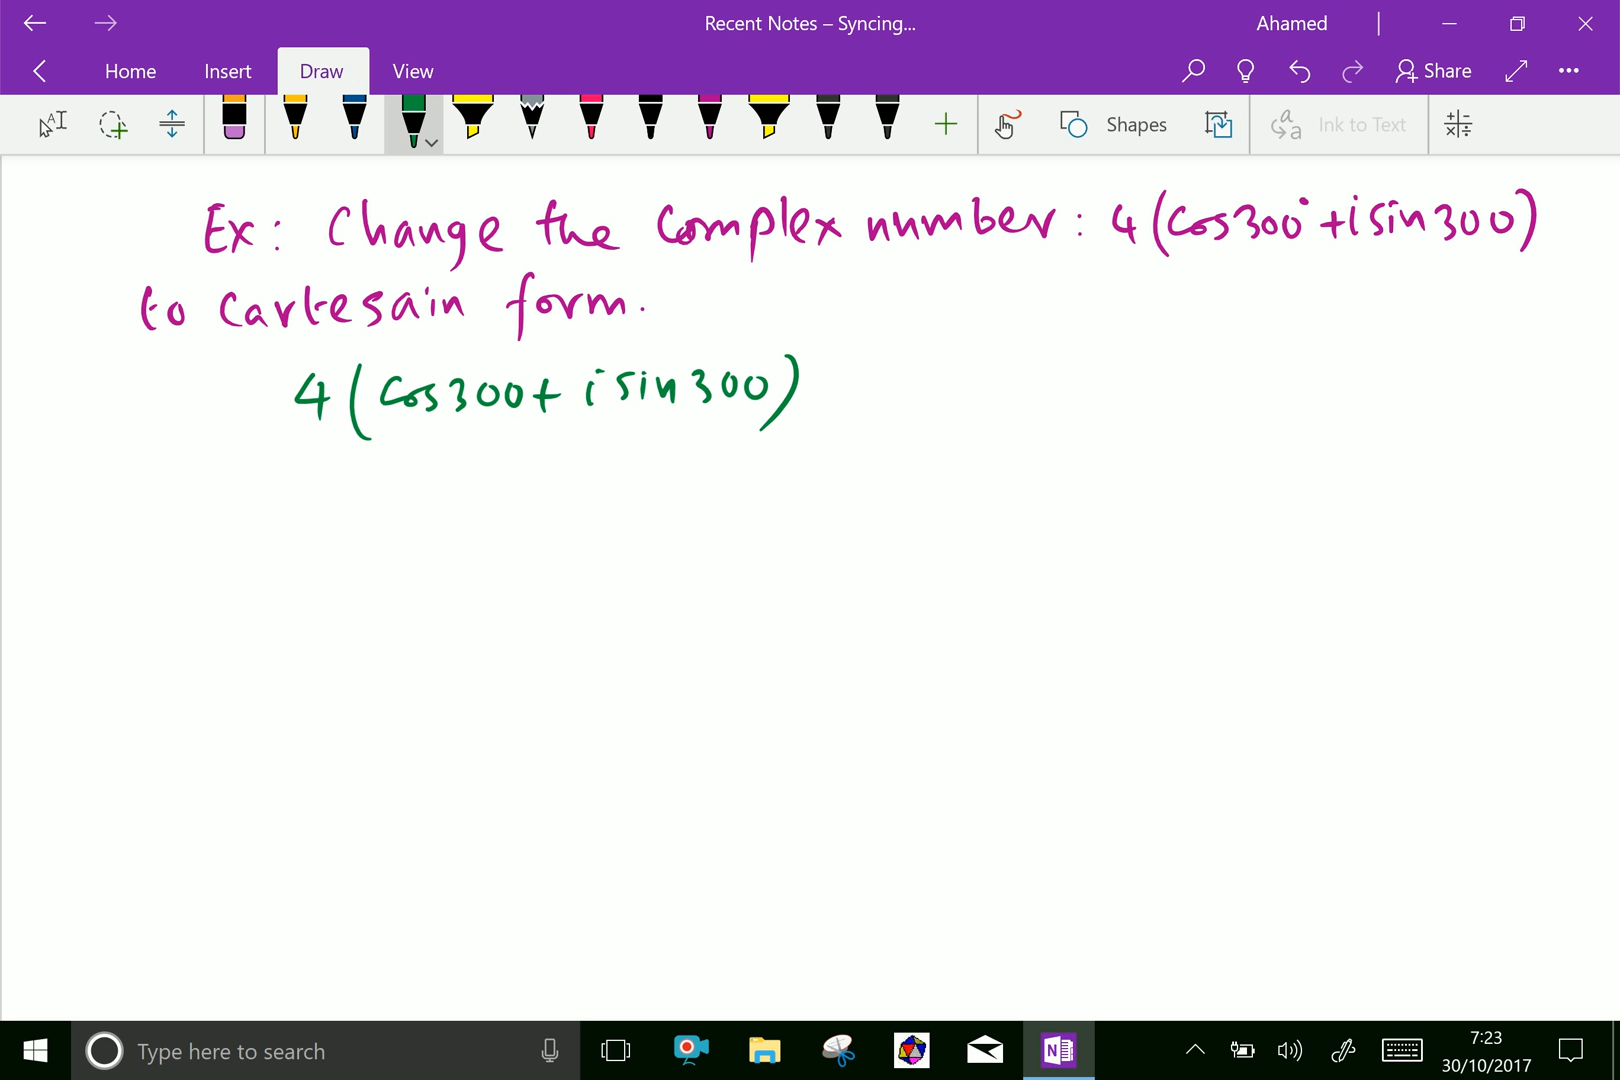 Recent Notes – Syncing...
Ahamed
Home Insert Draw View
Share
Shapes
Ink to Text
Ex: Change the Complex number: 4(Cos300° + i sin 300)
to Cartesain form.
4(Cos300 + i sin 300)
Type here to search
7:23
30/10/2017